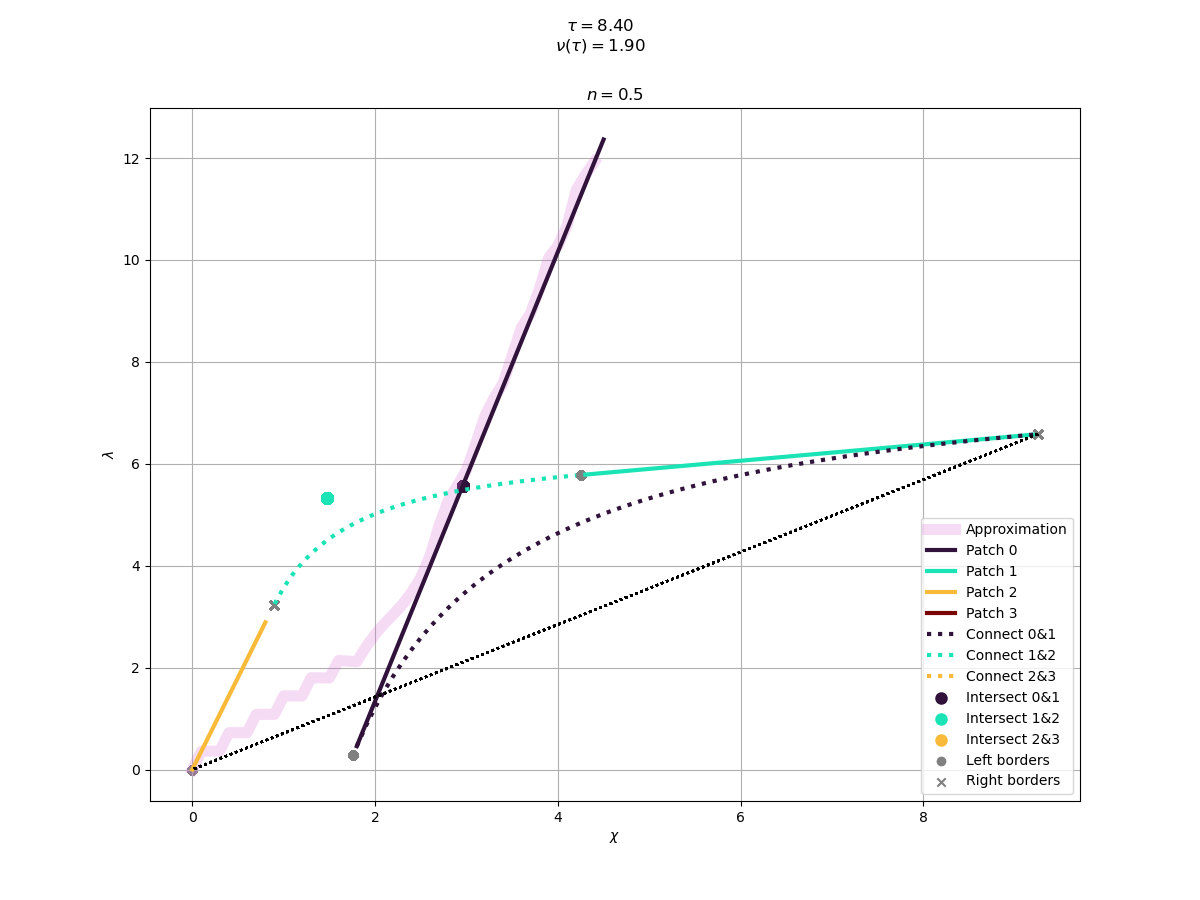 τ = 8.40
ν(τ) = 1.90
n = 0.5
12
10
8
6
4
2
0
λ
0 2 4 6 8
χ
Approximation
Patch 0
Patch 1
Patch 2
Patch 3
Connect 0&1
Connect 1&2
Connect 2&3
Intersect 0&1
Intersect 1&2
Intersect 2&3
Left borders
Right borders